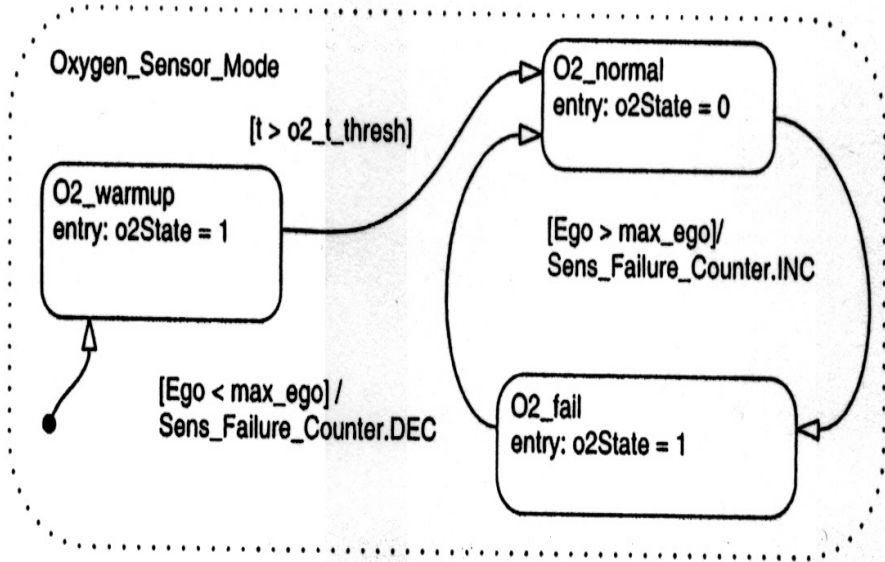 Oxygen_Sensor_Mode
[t > o2_t_thresh]
O2_normal
entry: o2State = 0
O2_warmup
entry: o2State = 1
[Ego > max_ego]/
Sens_Failure_Counter.INC
[Ego < max_ego] /
Sens_Failure_Counter.DEC
O2_fail
entry: o2State = 1